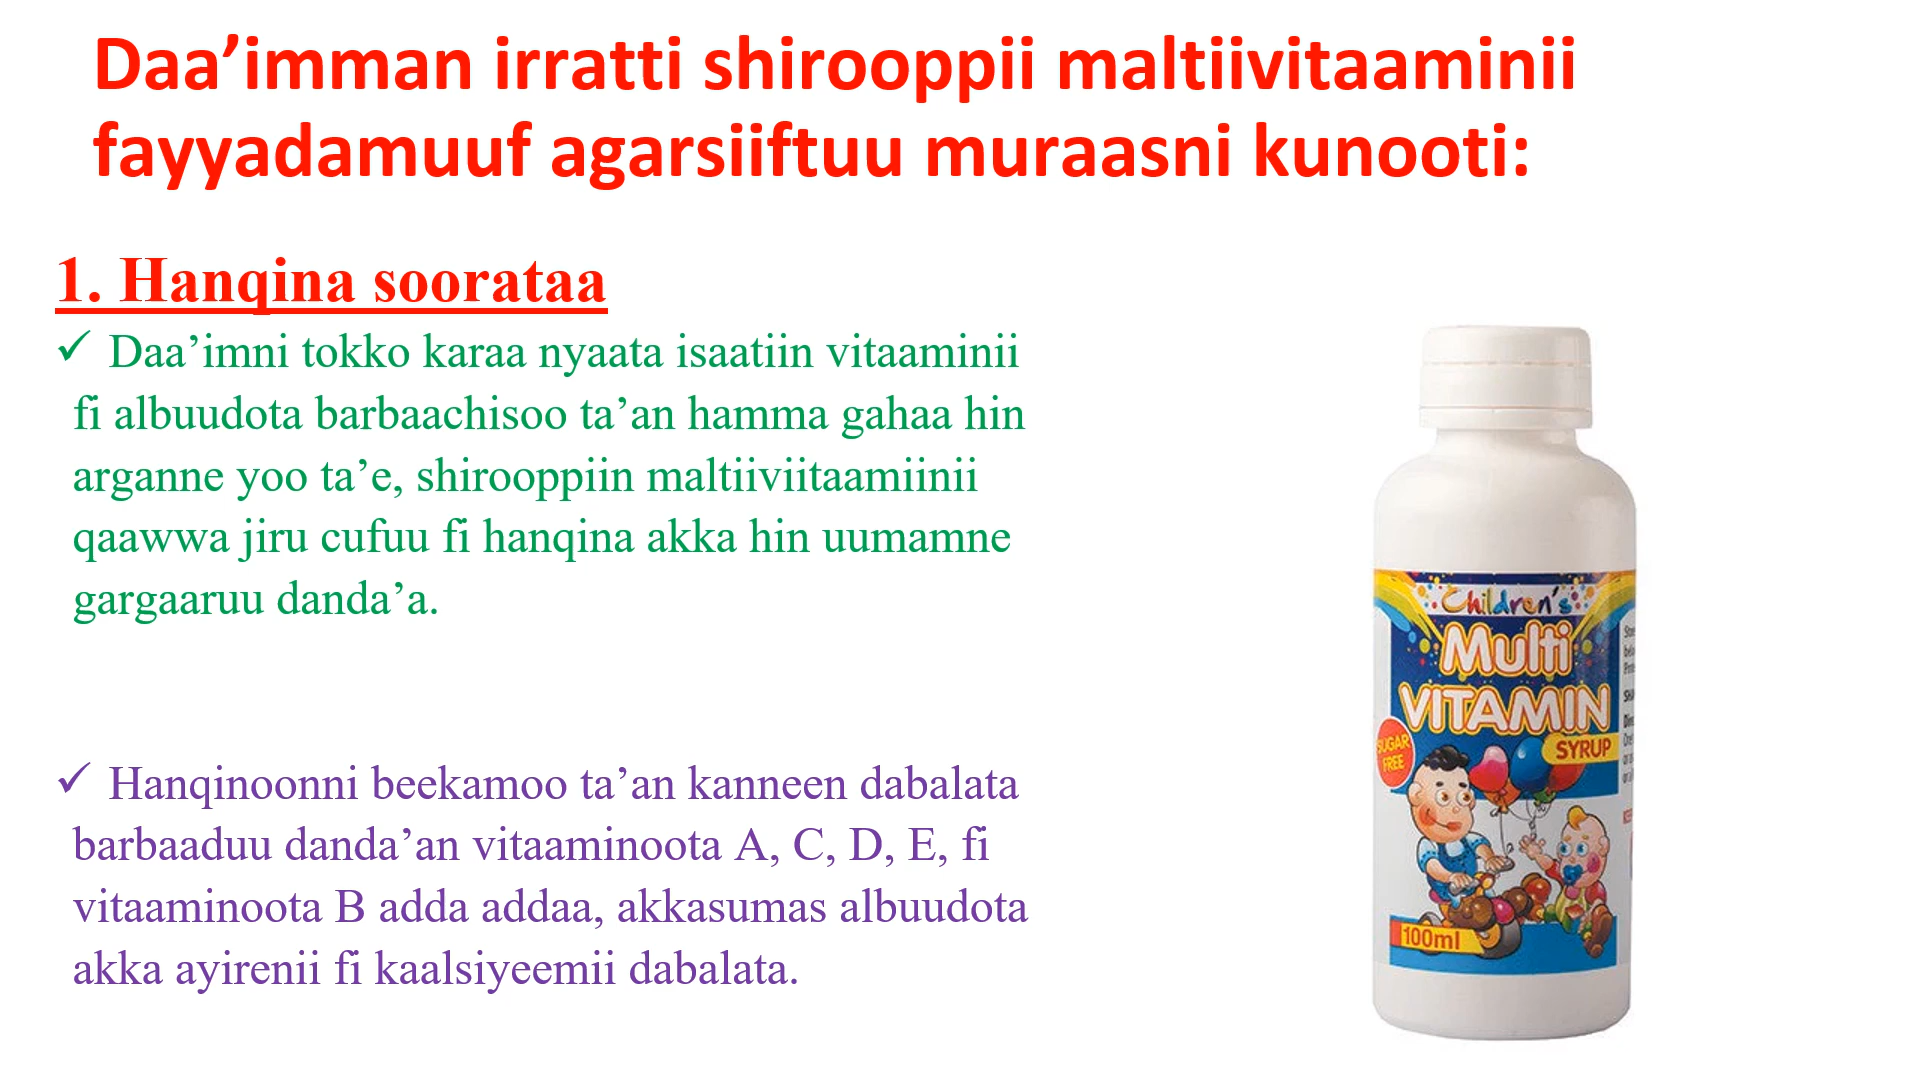 Daa’imman irratti shirooppii maltiivitaaminii
fayyadamuuf agarsiiftuu muraasni kunooti:
1. Hanqina soorataa
✓ Daa’imni tokko karaa nyaata isaatiin vitaaminii
fi albuudota barbaachisoo ta’an hamma gahaa hin
arganne yoo ta’e, shirooppiin maltiiviitaamiinii
qaawwa jiru cufuu fi hanqina akka hin uumamne
gargaaruu danda’a.
✓ Hanqinoonni beekamoo ta’an kanneen dabalata
barbaaduu danda’an vitaaminoota A, C, D, E, fi
vitaaminoota B adda addaa, akkasumas albuudota
akka ayirenii fi kaalsiyeemii dabalata.
Children's
Multi
VITAMIN
SYRUP
SUGAR
FREE
100ml